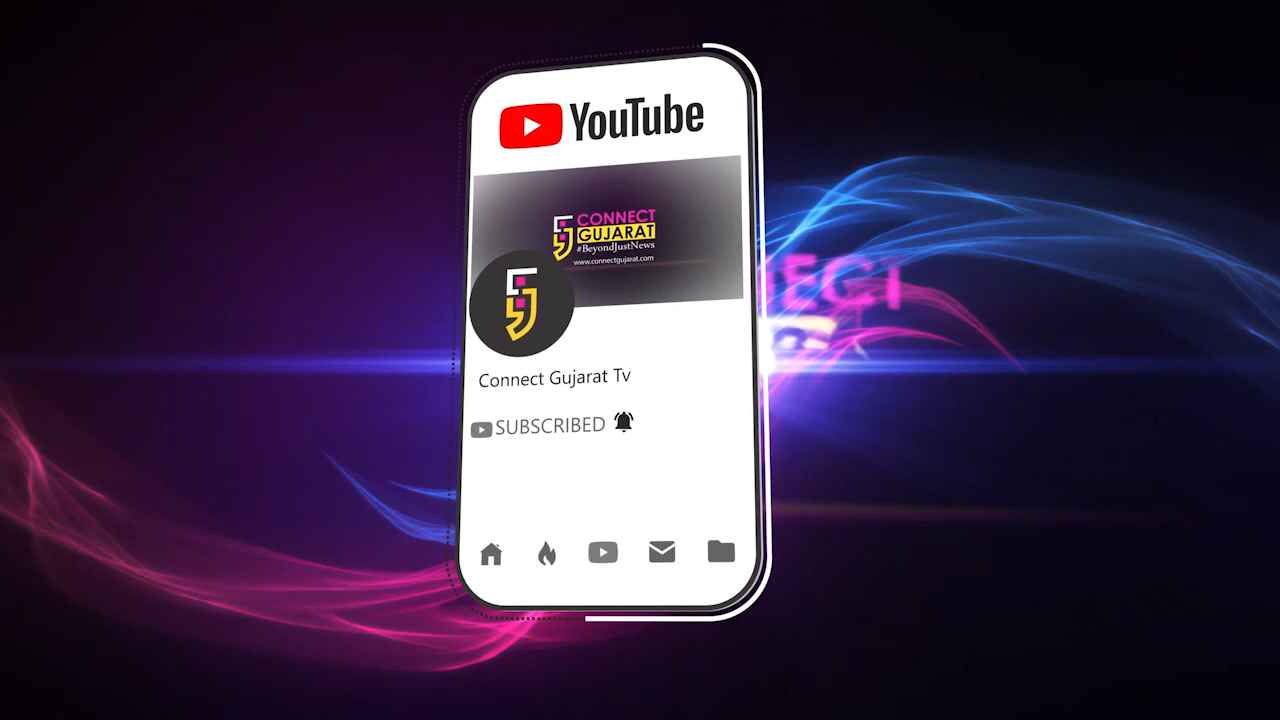 YouTube
CONNECT
GUJARAT
#BeyondJustNews
www.connectgujarat.com
Connect Gujarat Tv
SUBSCRIBED